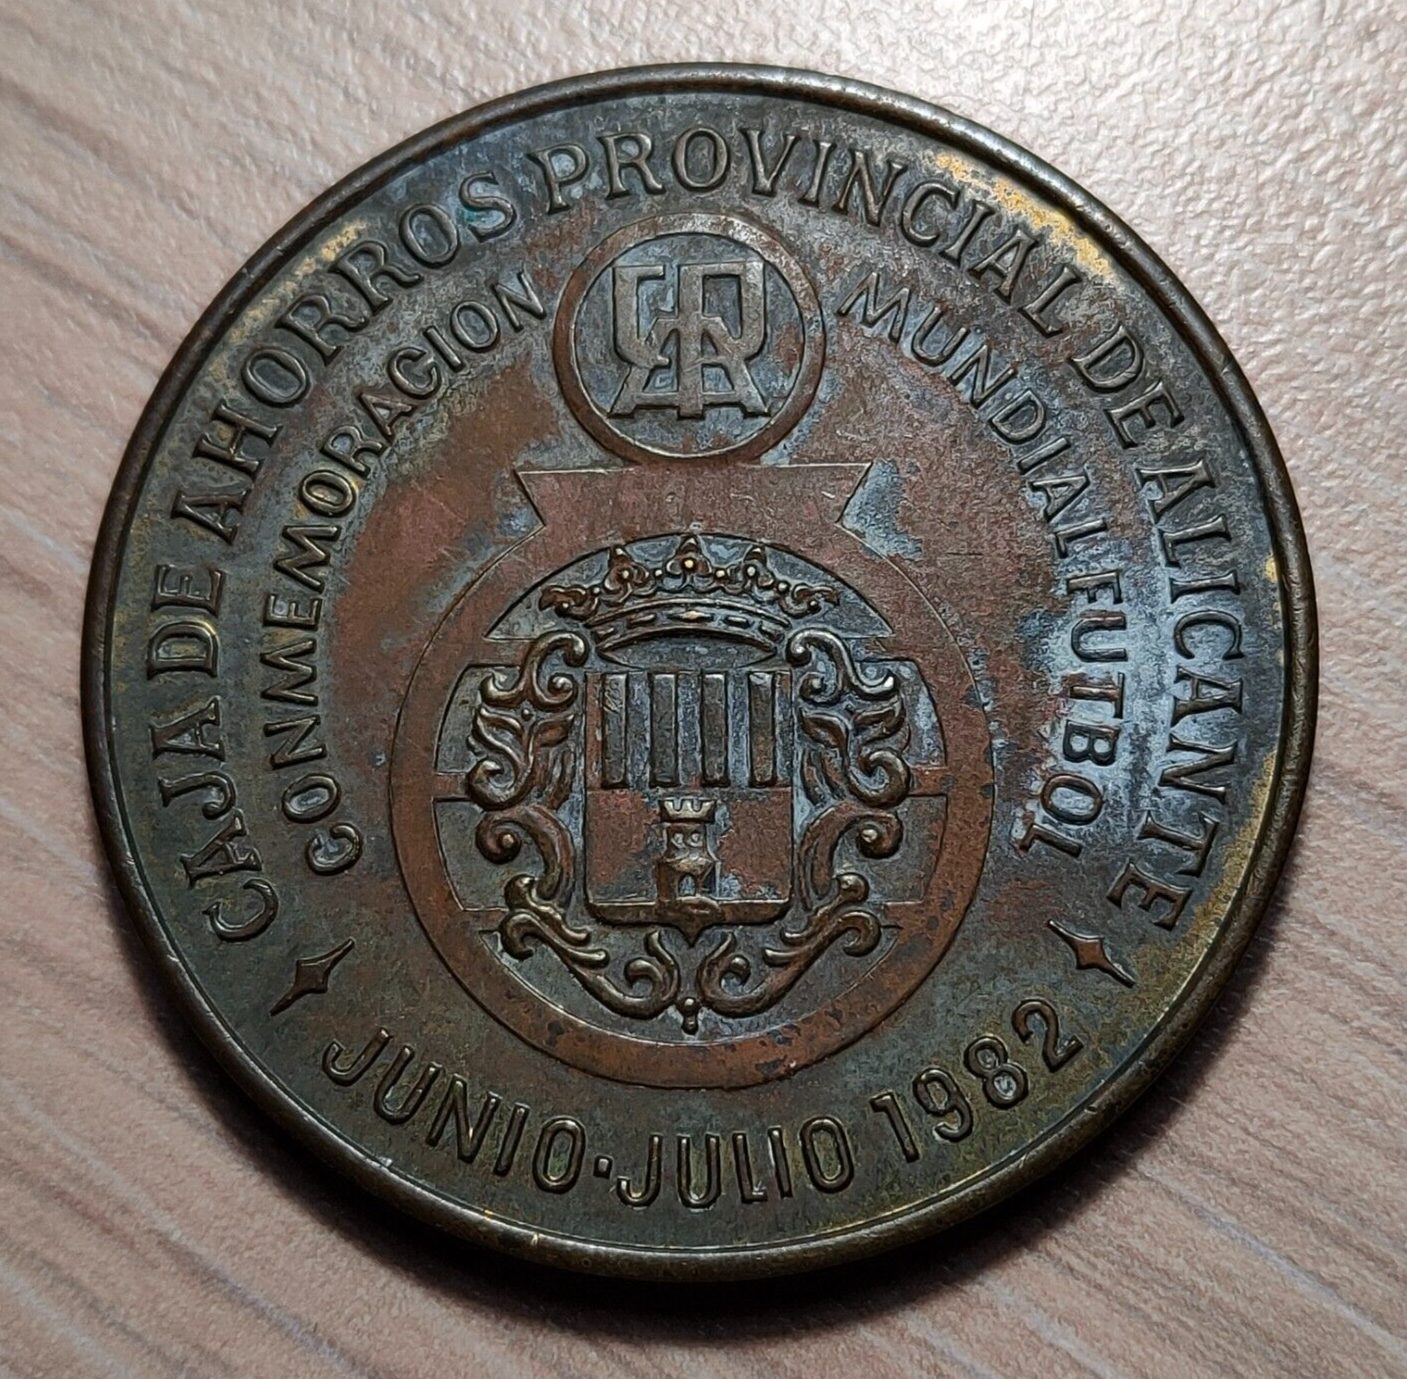 CAJA DE AHORROS PROVINCIAL DE ALICANTE
CONMEMORACION MUNDIAL FUTBOL
JUNIO·JULIO 1982